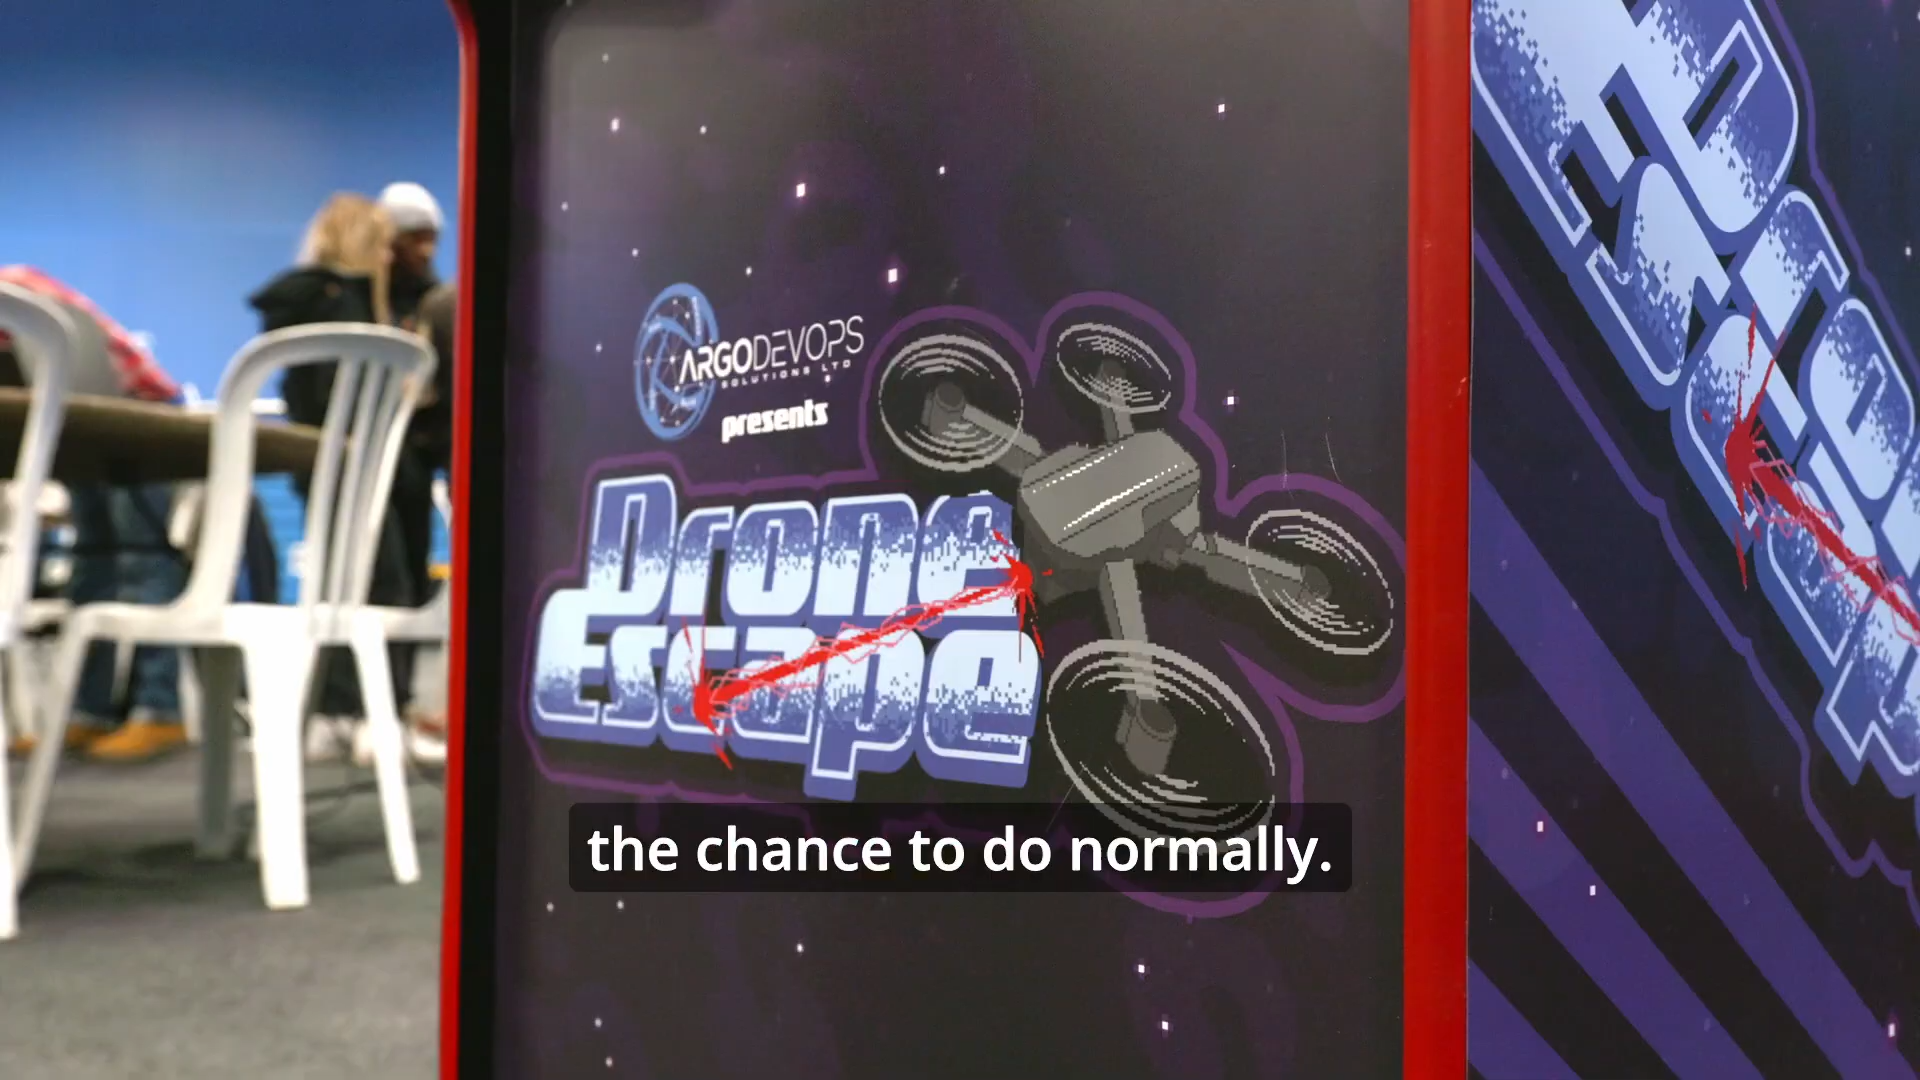 ARGODEVOPS
SOLUTIONS LTD
presents
Drone
Escape
the chance to do normally.